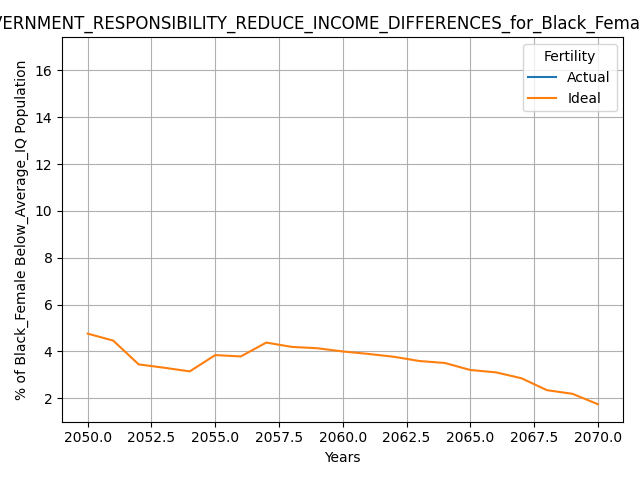 VERNMENT_RESPONSIBILITY_REDUCE_INCOME_DIFFERENCES_for_Black_Fema
Fertility
Actual
Ideal
% of Black_Female Below_Average_IQ Population
16
14
12
10
8
6
4
2
2050.0 2052.5 2055.0 2057.5 2060.0 2062.5 2065.0 2067.5 2070.0
Years